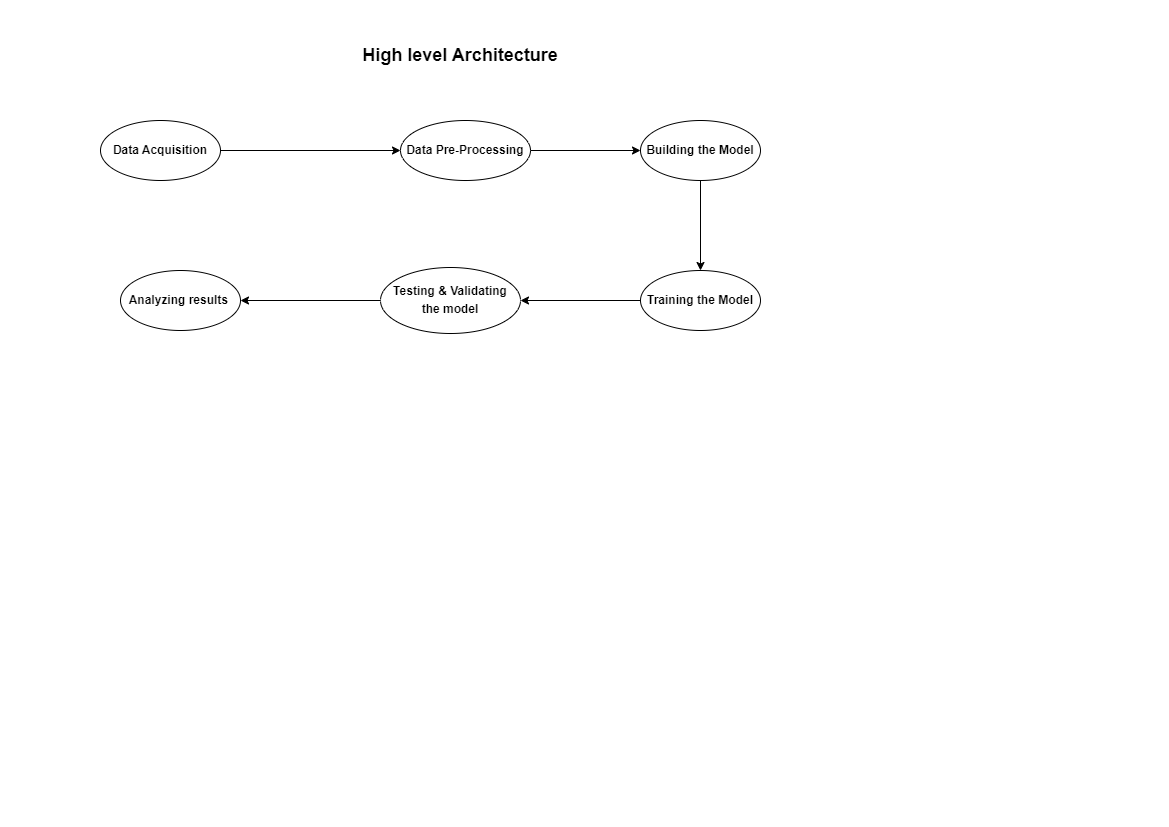 High level Architecture
Data Acquisition
Data Pre-Processing
Building the Model
Training the Model
Testing & Validating
the model
Analyzing results